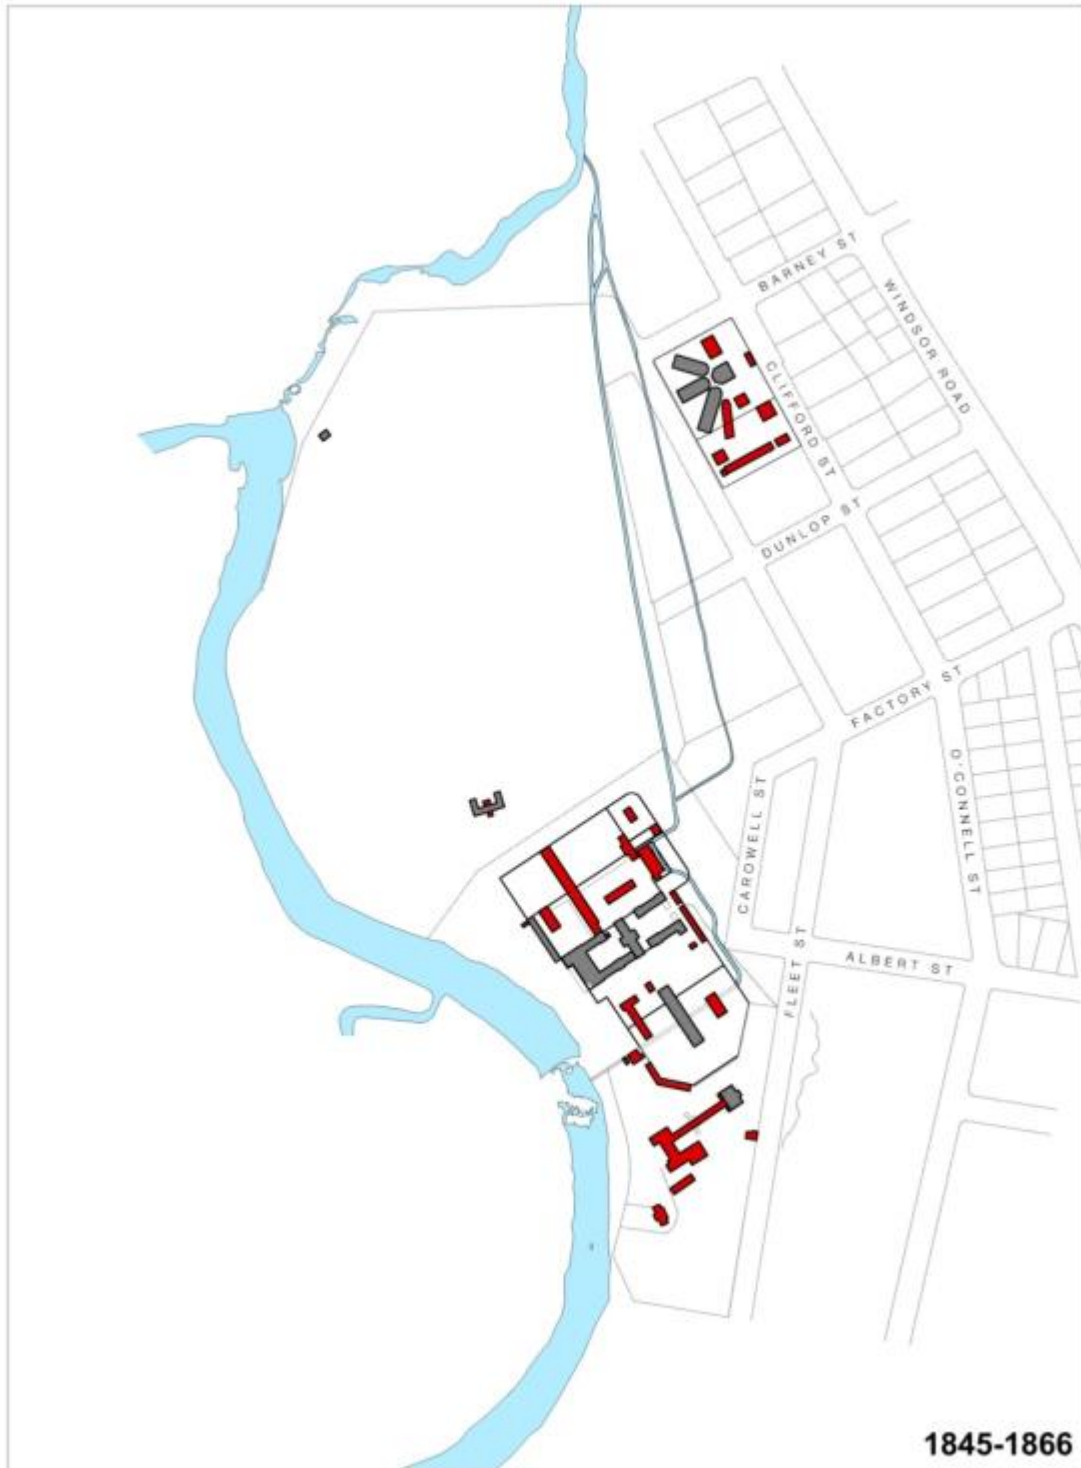 BARNEY ST
WINDSOR ROAD
CLIFFORD ST
DUNLOP ST
FACTORY ST
O'CONNELL ST
CAROWELL ST
FLEET ST
ALBERT ST
1845-1866